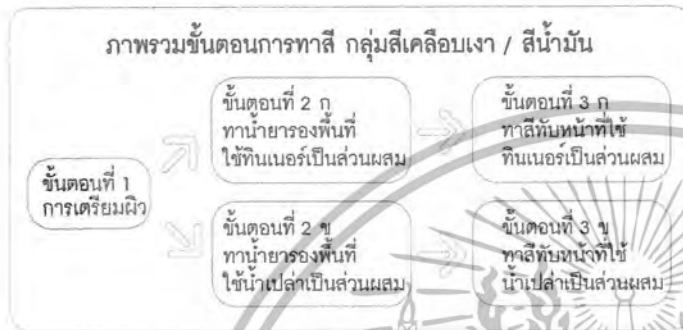 ภาพรวมขั้นตอนการทาสี กลุ่มสีเคลือบเงา / สีน้ำมัน
ขั้นตอนที่ 1
การเตรียมผิว
ขั้นตอนที่ 2 ก
ทาน้ำยารองพื้นที่
ใช้ทินเนอร์เป็นส่วนผสม
ขั้นตอนที่ 3 ก
ทาสีทับหน้าที่ใช้
ทินเนอร์เป็นส่วนผสม
ขั้นตอนที่ 2 ข
ทาน้ำยารองพื้นที่
ใช้น้ำเปล่าเป็นส่วนผสม
ขั้นตอนที่ 3 ข
ทาสีทับหน้าที่ใช้
น้ำเปล่าเป็นส่วนผสม